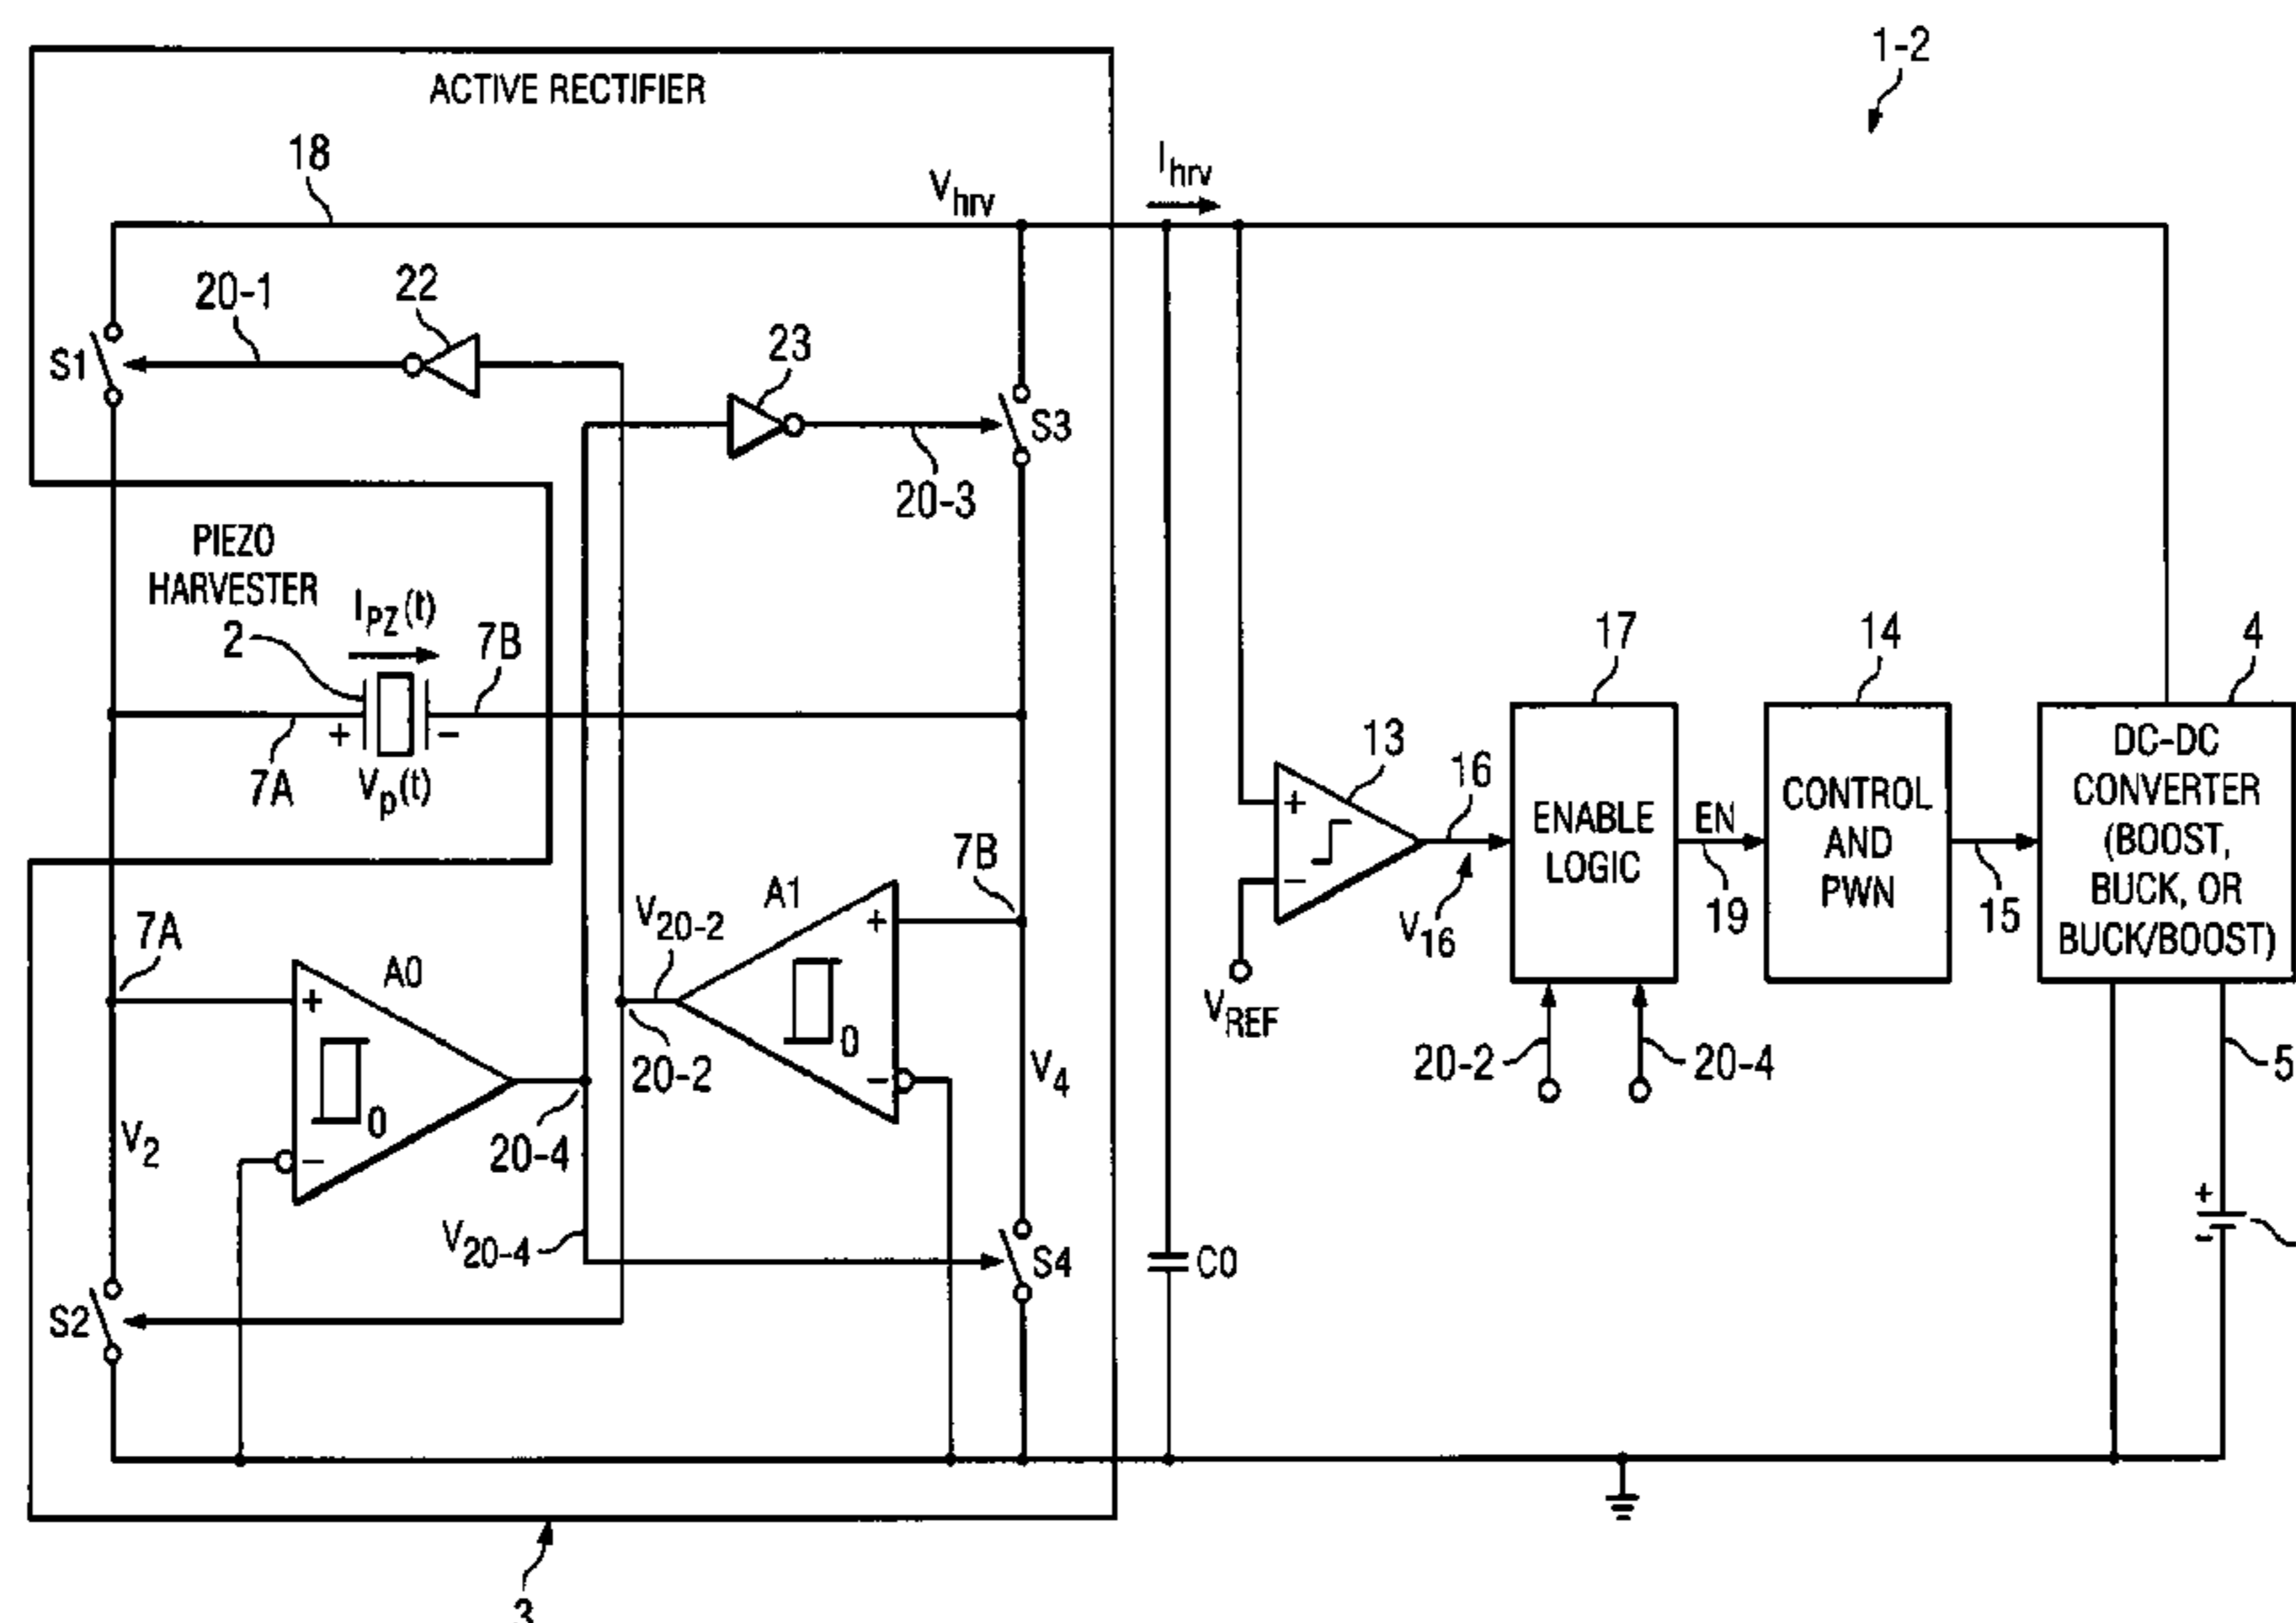 1-2
ACTIVE RECTIFIER
18
Vhrv
Ihrv
20-1
22
S1
23
S3
20-3
PIEZO
HARVESTER
2
IPZ(t)
7B
+
-
7A
Vp(t)
17
14
4
13
+
-
16
V16
VREF
ENABLE
LOGIC
EN
19
CONTROL
AND
PWN
15
DC-DC
CONVERTER
(BOOST,
BUCK, OR
BUCK/BOOST)
20-2
20-4
5
+
-
7A
A0
+
0
-
V2
20-4
V20-4
V20-2
20-2
A1
+
0
-
7B
V4
S2
S4
C0
3